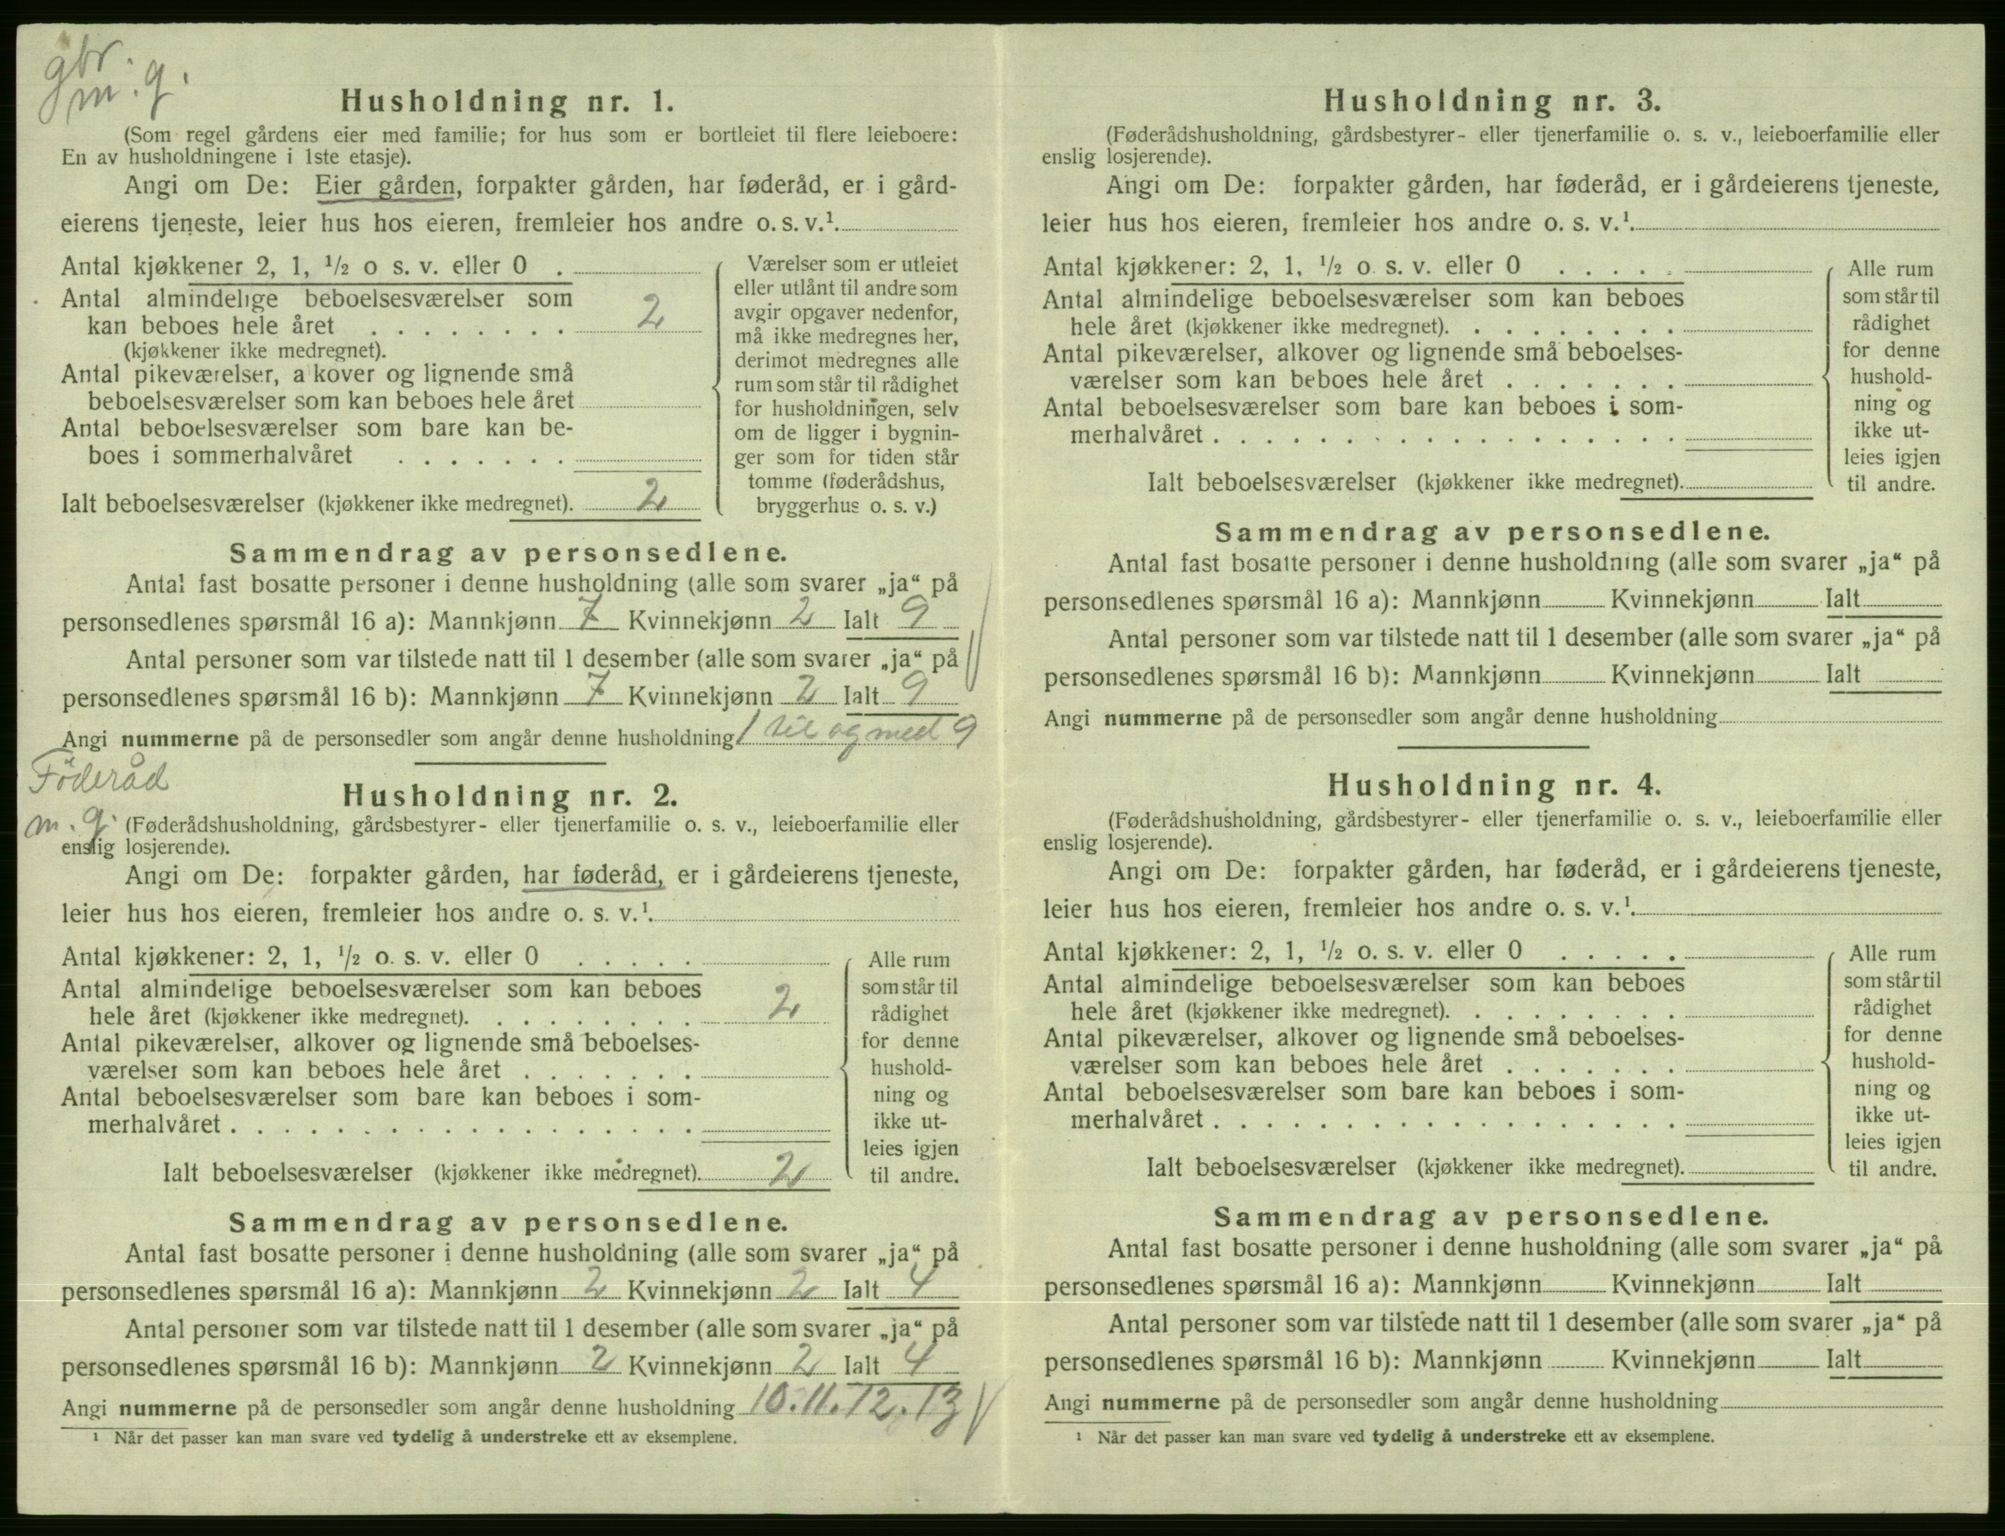 gbr.
m. g.
Husholdning nr. 1.
(Som regel gårdens eier med familie; for hus som er bortleiet til flere leieboere:
En av husholdningene i 1ste etasje).
Angi om De: Eier gården, forpakter gården, har føderåd, er i gård-
eierens tjeneste, leier hus hos eieren, fremleier hos andre o. s. v.¹.
Antal kjøkkener 2, 1, ½ o s. v. eller 0 .
Antal almindelige beboelsesværelser som
kan beboes hele året . . . . . . . . 2
(kjøkkener ikke medregnet).
Antal pikeværelser, a kover og lignende små
beboelsesværelser som kan beboes hele året
Antal beboelsesværelser som bare kan be-
boes i sommerhalvåret . . . . . . .
Ialt beboelsesværelser (kjøkkener ikke medregnet). 2
Værelser som er utleiet
eller utlånt til andre som
avgir opgaver nedenfor,
må ikke medregnes her,
derimot medregnes alle
rum som står til rådighet
for husholdningen, selv
om de ligger i bygnin-
ger som for tiden står
tomme (føderådshus,
bryggerhus o. s. v.)
Sammendrag av personsedlene.
Antal fast bosatte personer i denne husholdning (alle som svarer „ja“ på
personsedlenes spørsmål 16 a): Mannkjønn 7 Kvinnekjønn 2 Ialt 9
Antal personer som var tilstede natt til 1 desember (alle som svarer „ja“ på
personsedlenes spørsmål 16 b): Mannkjønn 7 Kvinnekjønn 2 Ialt 9
Angi nummerne på de personsedler som angår denne husholdning 1 til og med 9
Föderåd
m. g.
Husholdning nr. 2.
(Føderådshusholdning, gårdsbestyrer- eller tjenerfamilie o. s. v., leieboerfamilie eller
enslig losjerende).
Angi om De: forpakter gården, har føderåd, er i gårdeierens tjeneste,
leier hus hos eieren, fremleier hos andre o. s. v.¹.
Antal kjøkkener: 2, 1, ½ o. s. v. eller 0 . . . . .
Antal almindelige beboelsesværelser som kan beboes
hele året (kjøkkener ikke medregnet). . . . . . . . . 2
Antal pikeværelser, alkover og lignende små beboelses-
værelser som kan beboes hele året . . . . . . .
Antal beboelsesværelser som bare kan beboes i som-
merhalvåret . . . . . . . . . . . . . . . . . .
Ialt beboelsesværelser (kjøkkener ikke medregnet). 2
Alle rum
som står til
rådighet
for denne
hushold-
ning og
ikke ut-
leies igjen
til andre.
Sammendrag av personsedlene.
Antal fast bosatte personer i denne husholdning (alle som svarer „ja“ på
personsedlenes spørsmål 16 a): Mannkjønn 2 Kvinnekjønn 2 Ialt 4
Antal personer som var tilstede natt til 1 desember (alle som svarer „ja“ på
personsedlenes spørsmål 16 b): Mannkjønn 2 Kvinnekjønn 2 Ialt 4
Angi nummerne på de personsedler som angår denne husholdning 10. 11. 12. 13
¹ Når det passer kan man svare ved tydelig å understreke ett av eksemplene.
Husholdning nr. 3.
(Føderådshusholdning, gårdsbestyrer- eller tjenerfamilie o. s. v., leieboerfamilie eller
enslig losjerende).
Angi om De: forpakter gården, har føderåd, er i gårdeierens tjeneste,
leier hus hos eieren, fremleier hos andre o. s. v.¹.
Antal kjøkkener: 2, 1, ½ o. s. v. eller 0 . . . . .
Antal almindelige beboelsesværelser som kan beboes
hele året (kjøkkener ikke medregnet). . . . . . . . .
Antal pikeværelser, alkover og lignende små beboelses-
værelser som kan beboes hele året . . . . . . .
Antal beboelsesværelser som bare kan beboes i som-
merhalvåret . . . . . . . . . . . . . . . . . .
Ialt beboelsesværelser (kjøkkener ikke medregnet).
Alle rum
som står til
rådighet
for denne
hushold-
ning og
ikke ut-
leies igjen
til andre.
Sammendrag av personsedlene.
Antal fast bosatte personer i denne husholdning (alle som svarer „ja“ på
personsedlenes spørsmål 16 a): Mannkjønn Kvinnekjønn Ialt
Antal personer som var tilstede natt til 1 desember (alle som svarer „ja“ på
personsedlenes spørsmål 16 b): Mannkjønn Kvinnekjønn Ialt
Angi nummerne på de personsedler som angår denne husholdning
Husholdning nr. 4.
(Føderådshusholdning, gårdsbestyrer- eller tjenerfamilie o. s. v., leieboerfamilie eller
enslig losjerende).
Angi om De: forpakter gården, har føderåd, er i gårdeierens tjeneste,
leier hus hos eieren, fremleier hos andre o. s. v.¹.
Antal kjøkkener: 2, 1, ½ o. s. v. eller 0 . . . . .
Antal almindelige beboelsesværelser som kan beboes
hele året (kjøkkener ikke medregnet). . . . . . . . .
Antal pikeværelser, alkover og lignende små beboelses-
værelser som kan beboes hele året . . . . . . .
Antal beboelsesværelser som bare kan beboes i som-
merhalvåret . . . . . . . . . . . . . . . . . .
Ialt beboelsesværelser (kjøkkener ikke medregnet).
Alle rum
som står til
rådighet
for denne
hushold-
ning og
ikke ut-
leies igjen
til andre.
Sammendrag av personsedlene.
Antal fast bosatte personer i denne husholdning (alle som svarer „ja“ på
personsedlenes spørsmål 16 a): Mannkjønn Kvinnekjønn Ialt
Antal personer som var tilstede natt til 1 desember (alle som svarer „ja“ på
personsedlenes spørsmål 16 b): Mannkjønn Kvinnekjønn Ialt
Angi nummerne på de personsedler som angår denne husholdning
¹ Når det passer kan man svare ved tydelig å understreke ett av eksemplene.